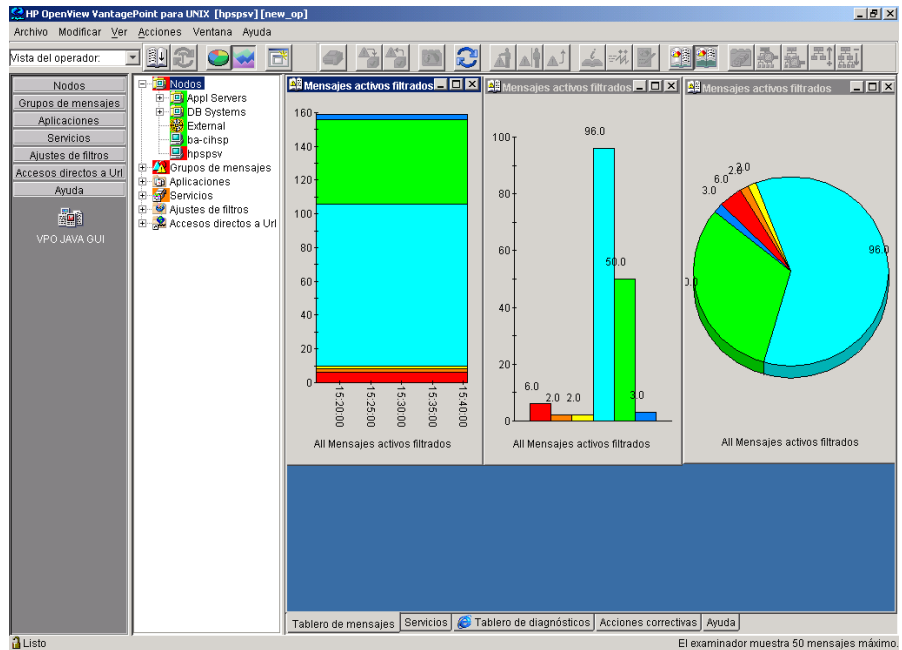 HP OpenView VantagePoint para UNIX [hpspsv] [new_op]
Archivo Modificar Ver Acciones Ventana Ayuda
Vista del operador:
Nodos
Grupos de mensajes
Aplicaciones
Servicios
Ajustes de filtros
Accesos directos a Url
Ayuda
VPO JAVA GUI
Nodos
Appl Servers
DB Systems
External
ba-cihsp
hpspsv
Grupos de mensajes
Aplicaciones
Servicios
Ajustes de filtros
Accesos directos a Url
Mensajes activos filtrados
160
140
120
100
80
60
40
20
0
15:20:00
15:25:00
15:30:00
15:35:00
15:40:00
All Mensajes activos filtrados
Mensajes activos filtrados
100
80
60
40
20
0
6.0
2.0
2.0
96.0
50.0
3.0
All Mensajes activos filtrados
Mensajes activos filtrados
3.0
6.0
2.0
96.0
All Mensajes activos filtrados
Tablero de mensajes
Servicios
Tablero de diagnósticos
Acciones correctivas
Ayuda
Listo
El examinador muestra 50 mensajes máximo.